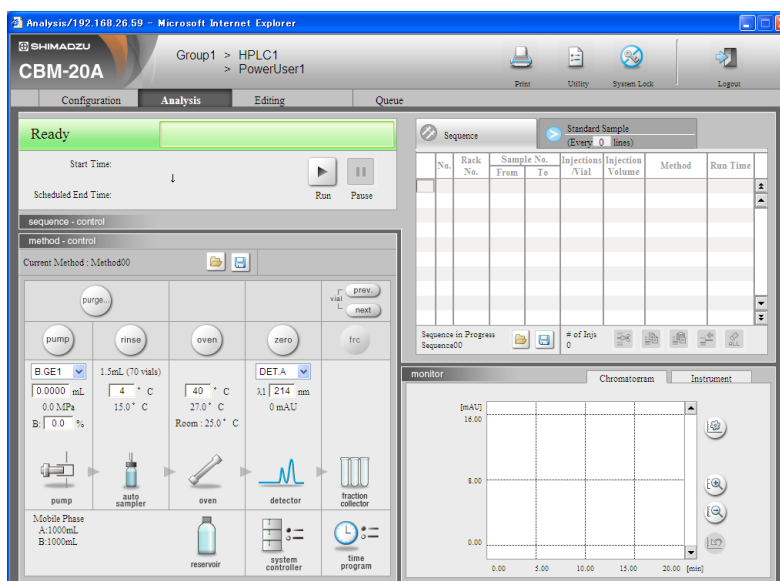 Analysis/192.168.26.59 - Microsoft Internet Explorer
SHIMADZU
CBM-20A
Group1 > HPLC1
> PowerUser1
Print
Utility
System Lock
Logout
Configuration
Analysis
Editing
Queue
Ready
Start Time:
↓
Scheduled End Time:
Run
Pause
sequence - control
method - control
Current Method : Method00
purge...
vial
prev.
next
pump
rinse
oven
zero
frc
B.GE1
1.5mL (70 vials)
DET.A
0.0000 mL
4 ° C
40 ° C
λ1 214 nm
0.0 MPa
15.0° C
27.0° C
0 mAU
B: 0.0 %
Room : 25.0° C
pump
auto
sampler
oven
detector
fraction
collector
Mobile Phase
A:1000mL
B:1000mL
reservoir
system
controller
time
program
Sequence
Standard Sample
(Every 0 lines)
No.
Rack
No.
Sample No.
From
To
Injections
/Vial
Injection
Volume
Method
Run Time
Sequence in Progress
Sequence00
# of Injs
0
ALL
monitor
Chromatogram
Instrument
[mAU]
16.00
8.00
0.00
0.00 5.00 10.00 15.00 20.00 [min]